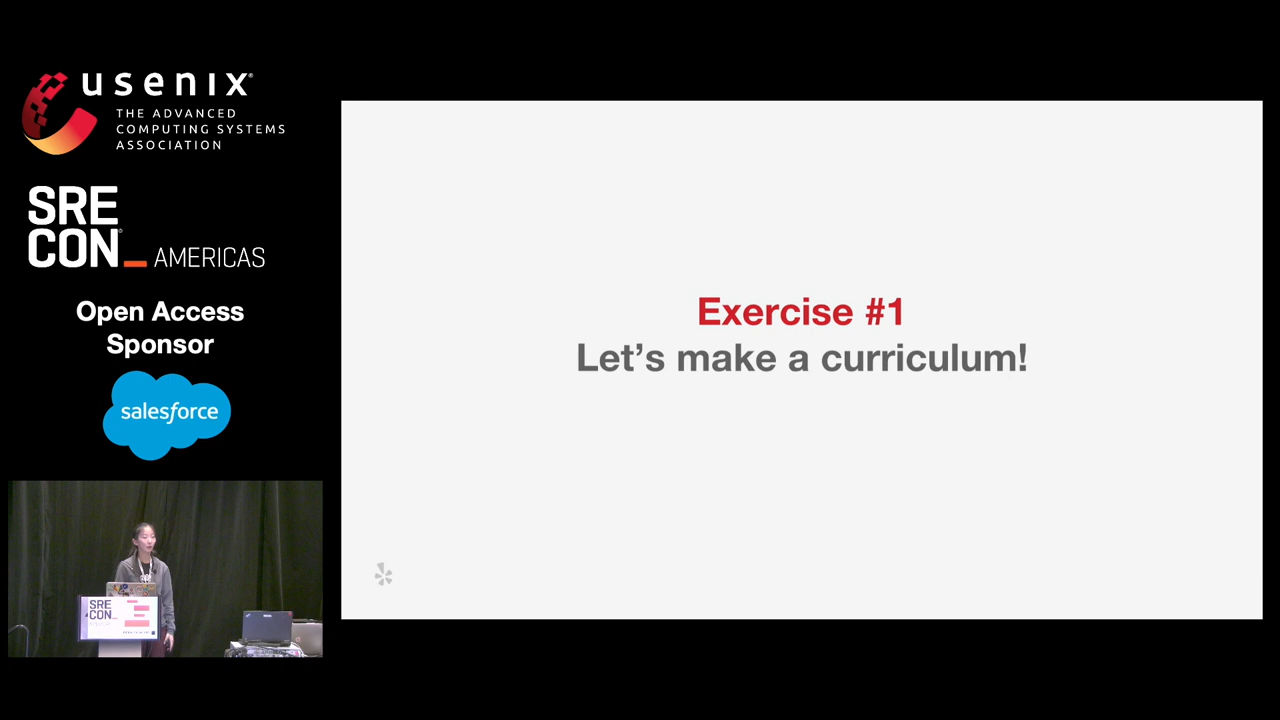 usenix®
THE ADVANCED
COMPUTING SYSTEMS
ASSOCIATION
SRE
CON® AMERICAS
Open Access
Sponsor
salesforce
Exercise #1
Let's make a curriculum!
SRE
CON